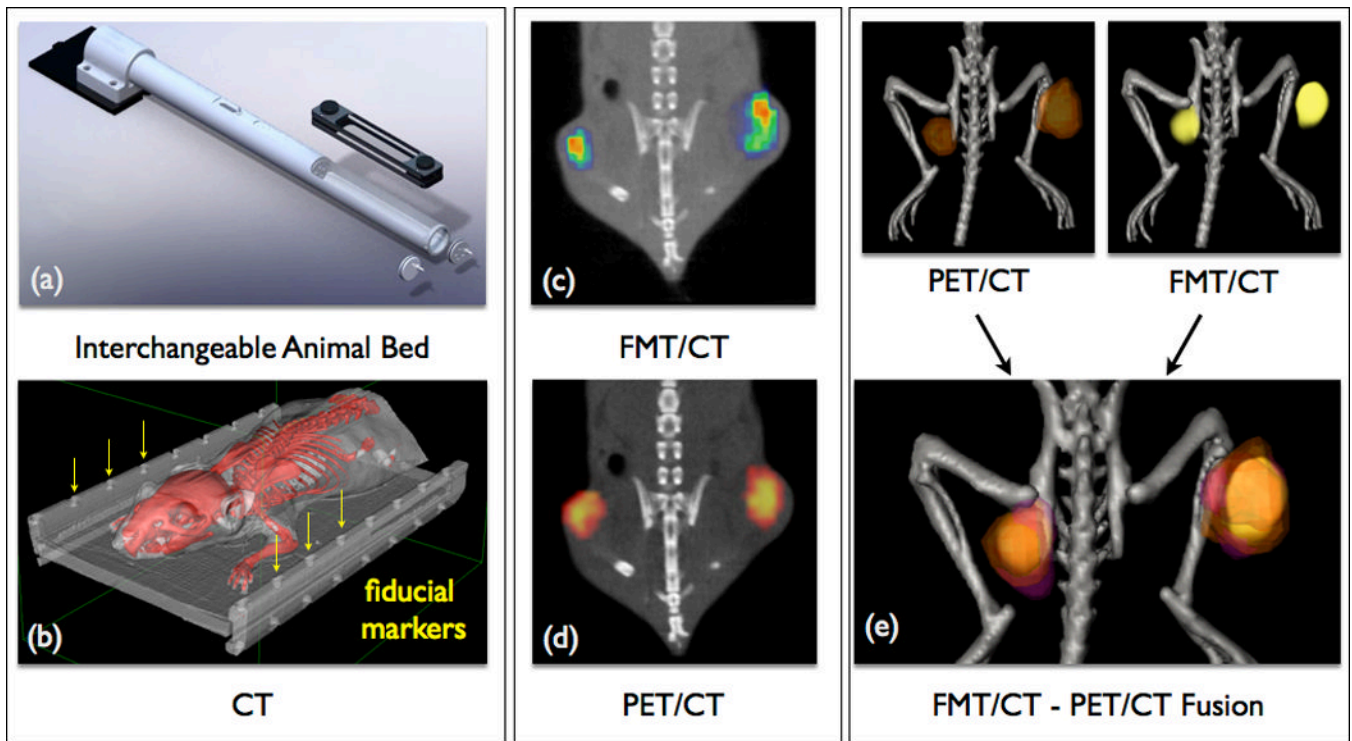 (a)
Interchangeable Animal Bed
fiducial
markers
(b)
CT
(c)
FMT/CT
(d)
PET/CT
PET/CT
FMT/CT
(e)
FMT/CT - PET/CT Fusion